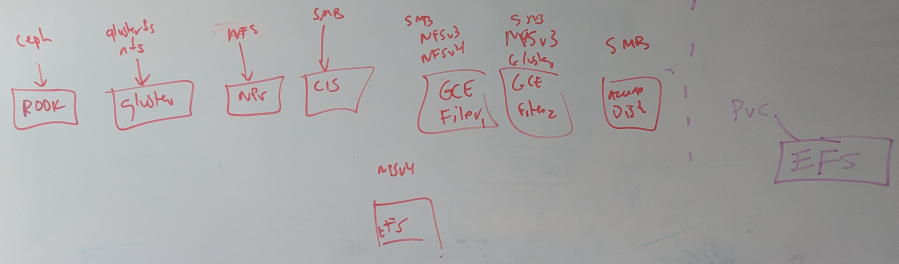 ceph
glusterfs
nfs
NFS
SMB
SMB
NFSv3
NFSv4
SMB
NFSv3
Gluster
SMB
ROOK
gluster
NFS
CIS
GCE
Filer1
GCE
Filer2
Disk
PVC
EFS
NFSv4
EFS